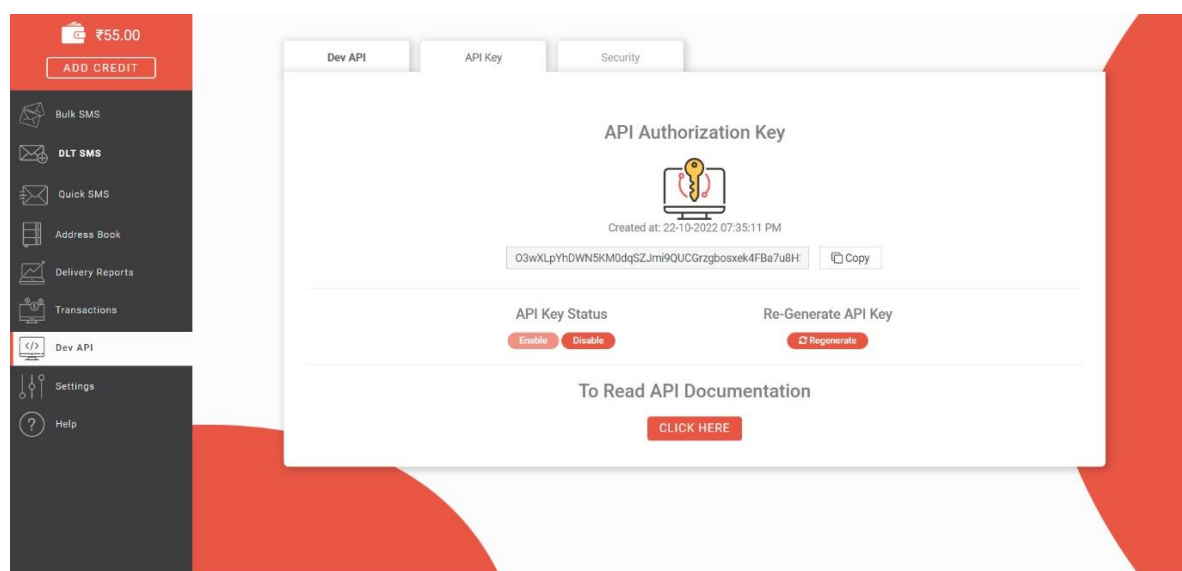 ₹55.00
ADD CREDIT
Bulk SMS
DLT SMS
Quick SMS
Address Book
Delivery Reports
Transactions
Dev API
Settings
Help
Dev API
API Key
Security
API Authorization Key
Created at: 22-10-2022 07:35:11 PM
O3wXLpYhDWN5KM0dqSZJmi9QUCGrzgbosxek4FBa7u8H
Copy
API Key Status
Re-Generate API Key
Enable
Disable
Regenerate
To Read API Documentation
CLICK HERE